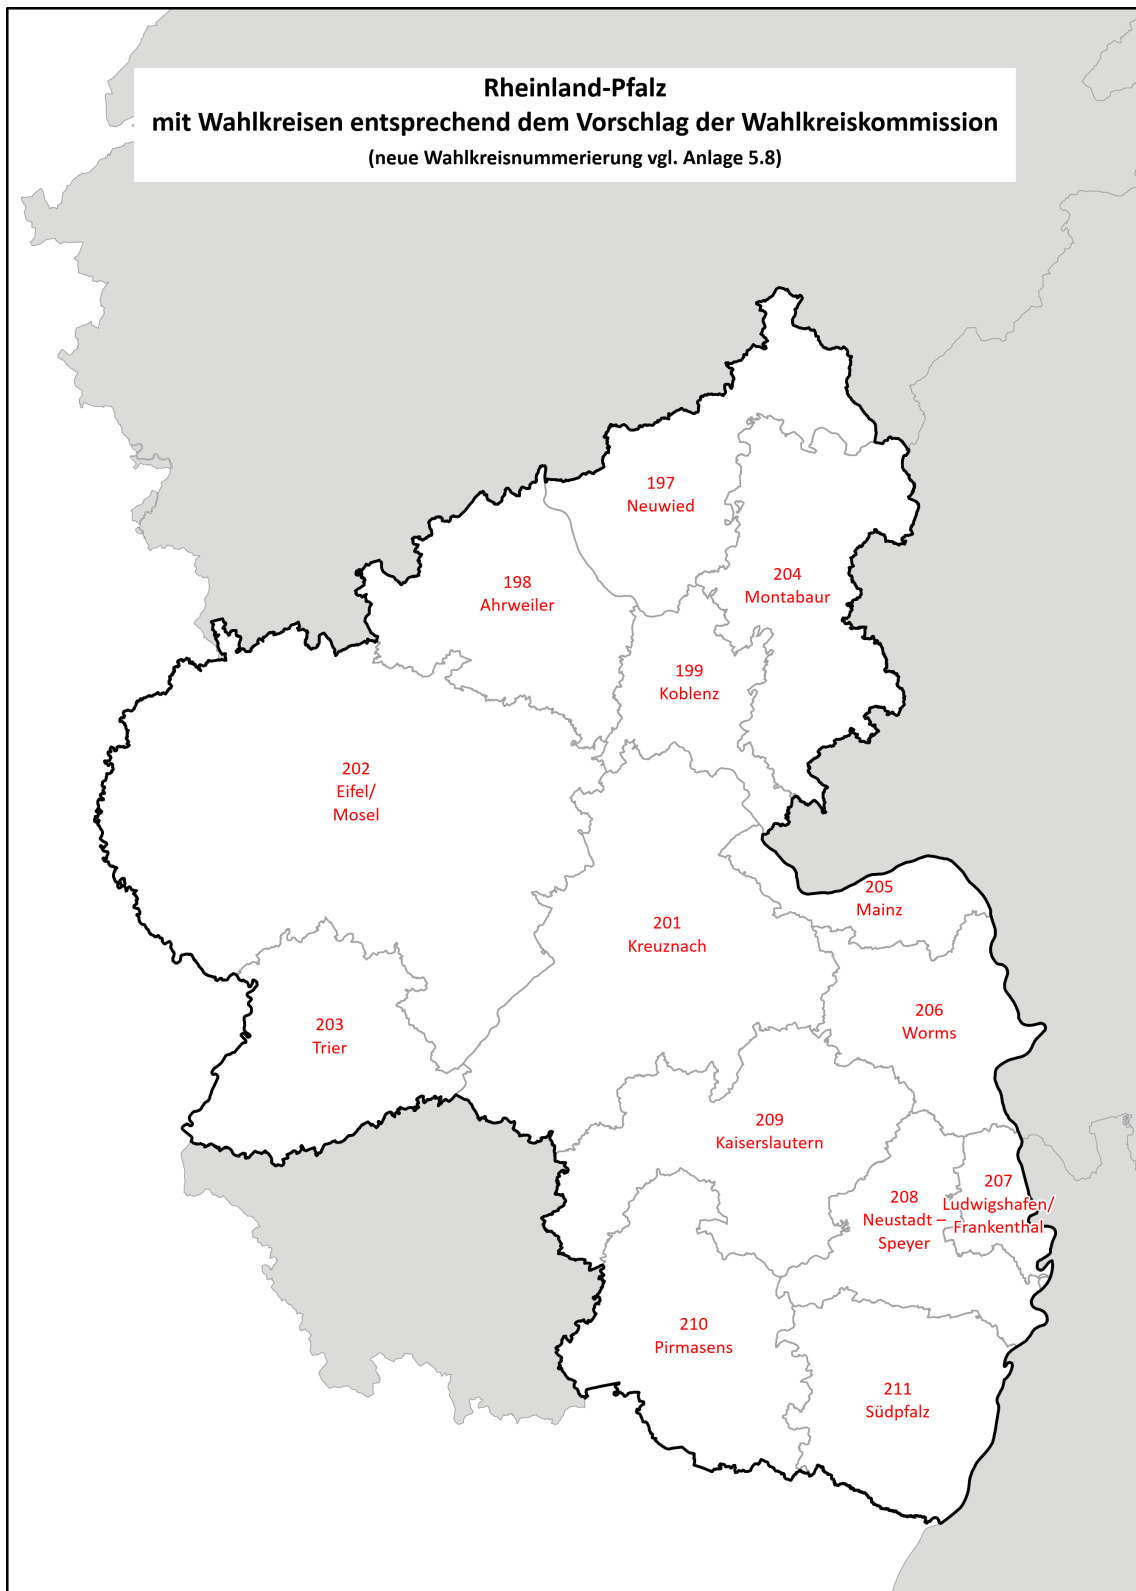 Rheinland-Pfalz
mit Wahlkreisen entsprechend dem Vorschlag der Wahlkreiskommission
(neue Wahlkreisnummerierung vgl. Anlage 5.8)
197
Neuwied
198
Ahrweiler
204
Montabaur
199
Koblenz
202
Eifel/
Mosel
205
Mainz
201
Kreuznach
206
Worms
203
Trier
209
Kaiserslautern
207
Ludwigshafen/
Frankenthal
208
Neustadt –
Speyer
210
Pirmasens
211
Südpfalz